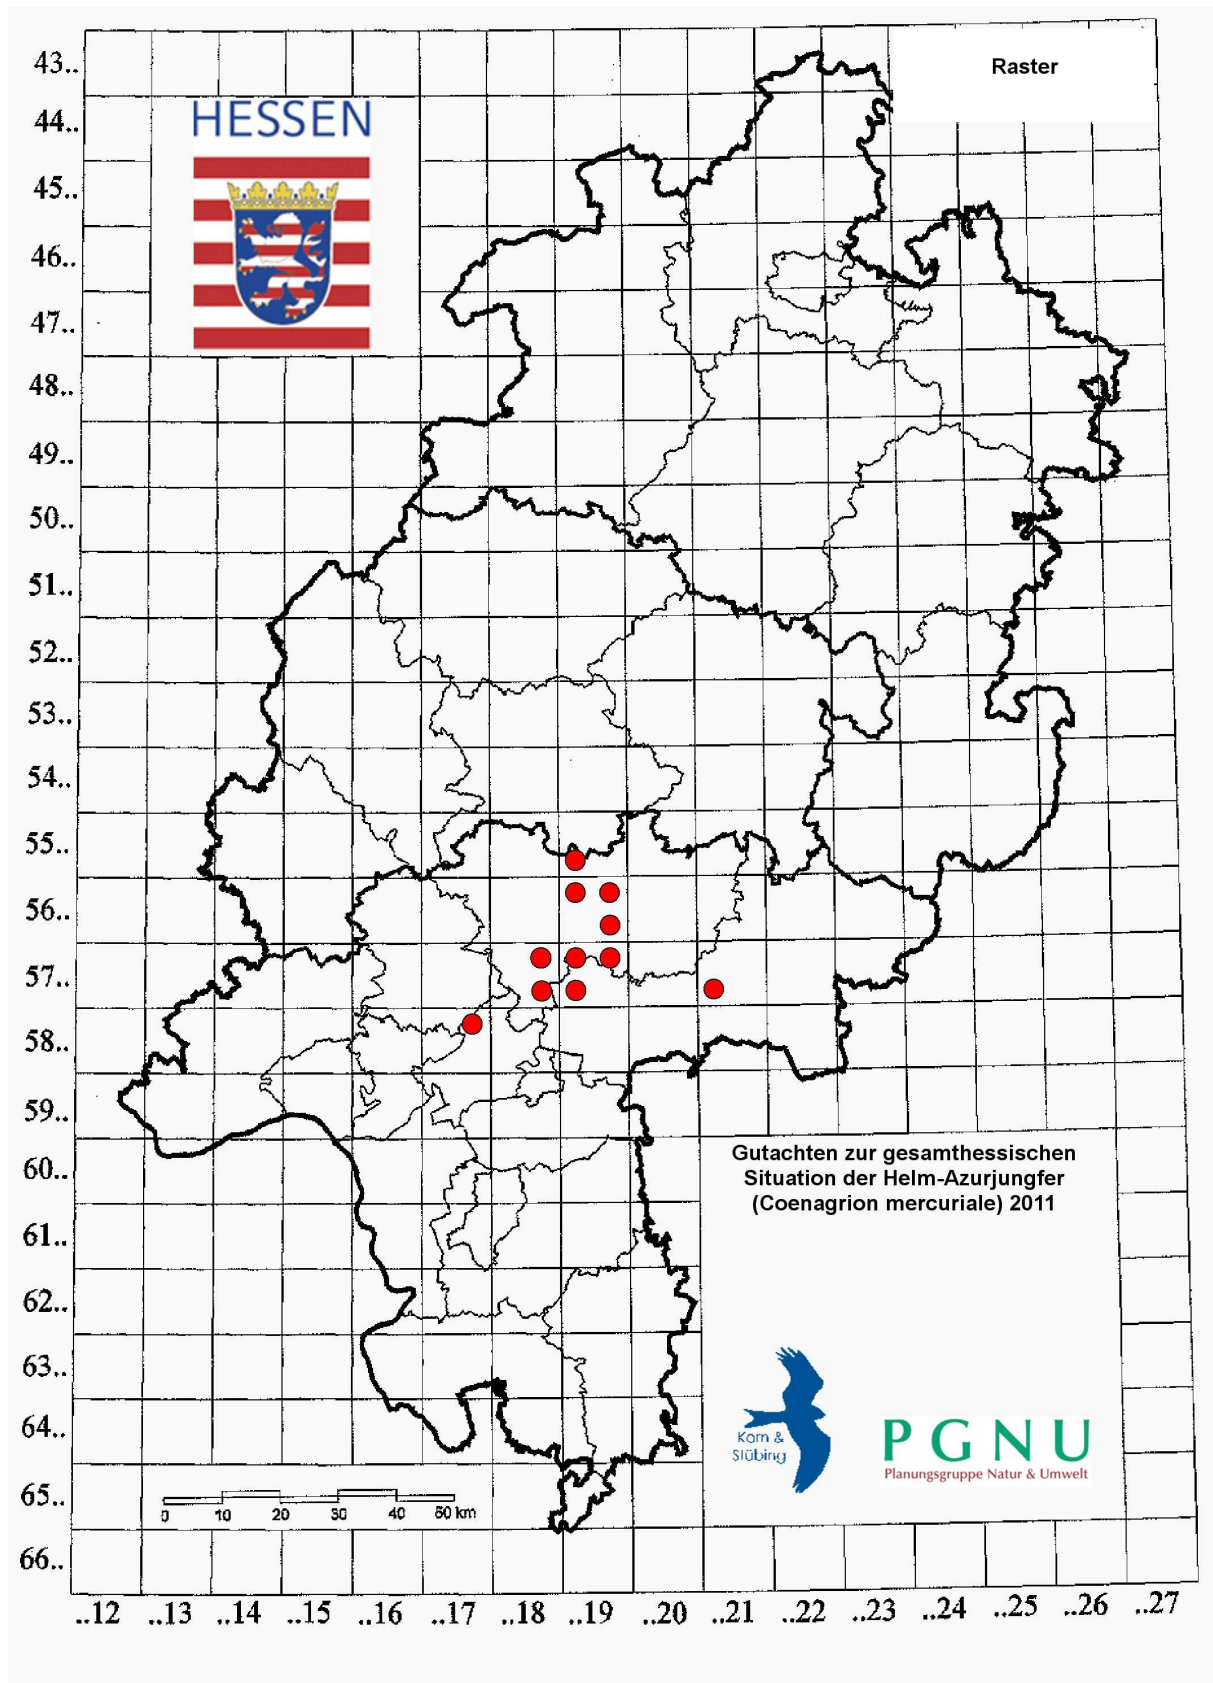 Raster
HESSEN
43..
44..
45..
46..
47..
48..
49..
50..
51..
52..
53..
54..
55..
56..
57..
58..
59..
60..
61..
62..
63..
64..
65..
66..
Gutachten zur gesamthessischen
Situation der Helm-Azurjungfer
(Coenagrion mercuriale) 2011
Korn &
Stübing
PGNU
Planungsgruppe Natur & Umwelt
0 10 20 30 40 50 km
..12 ..13 ..14 ..15 ..16 ..17 ..18 ..19 ..20 ..21 ..22 ..23 ..24 ..25 ..26 ..27